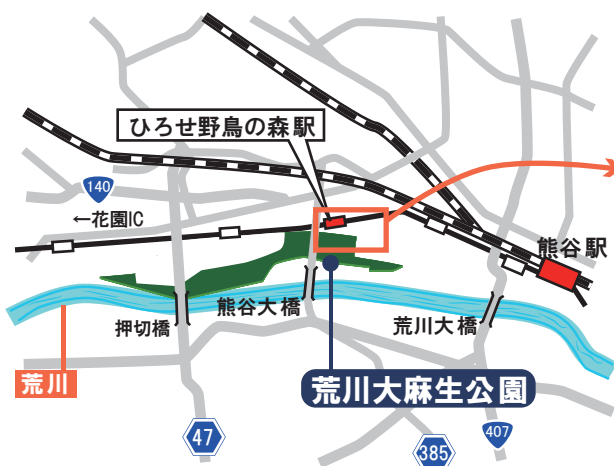 ひろせ野鳥の森駅
140
←花園IC
熊谷駅
押切橋
熊谷大橋
荒川大橋
荒川
荒川大麻生公園
47
385
407